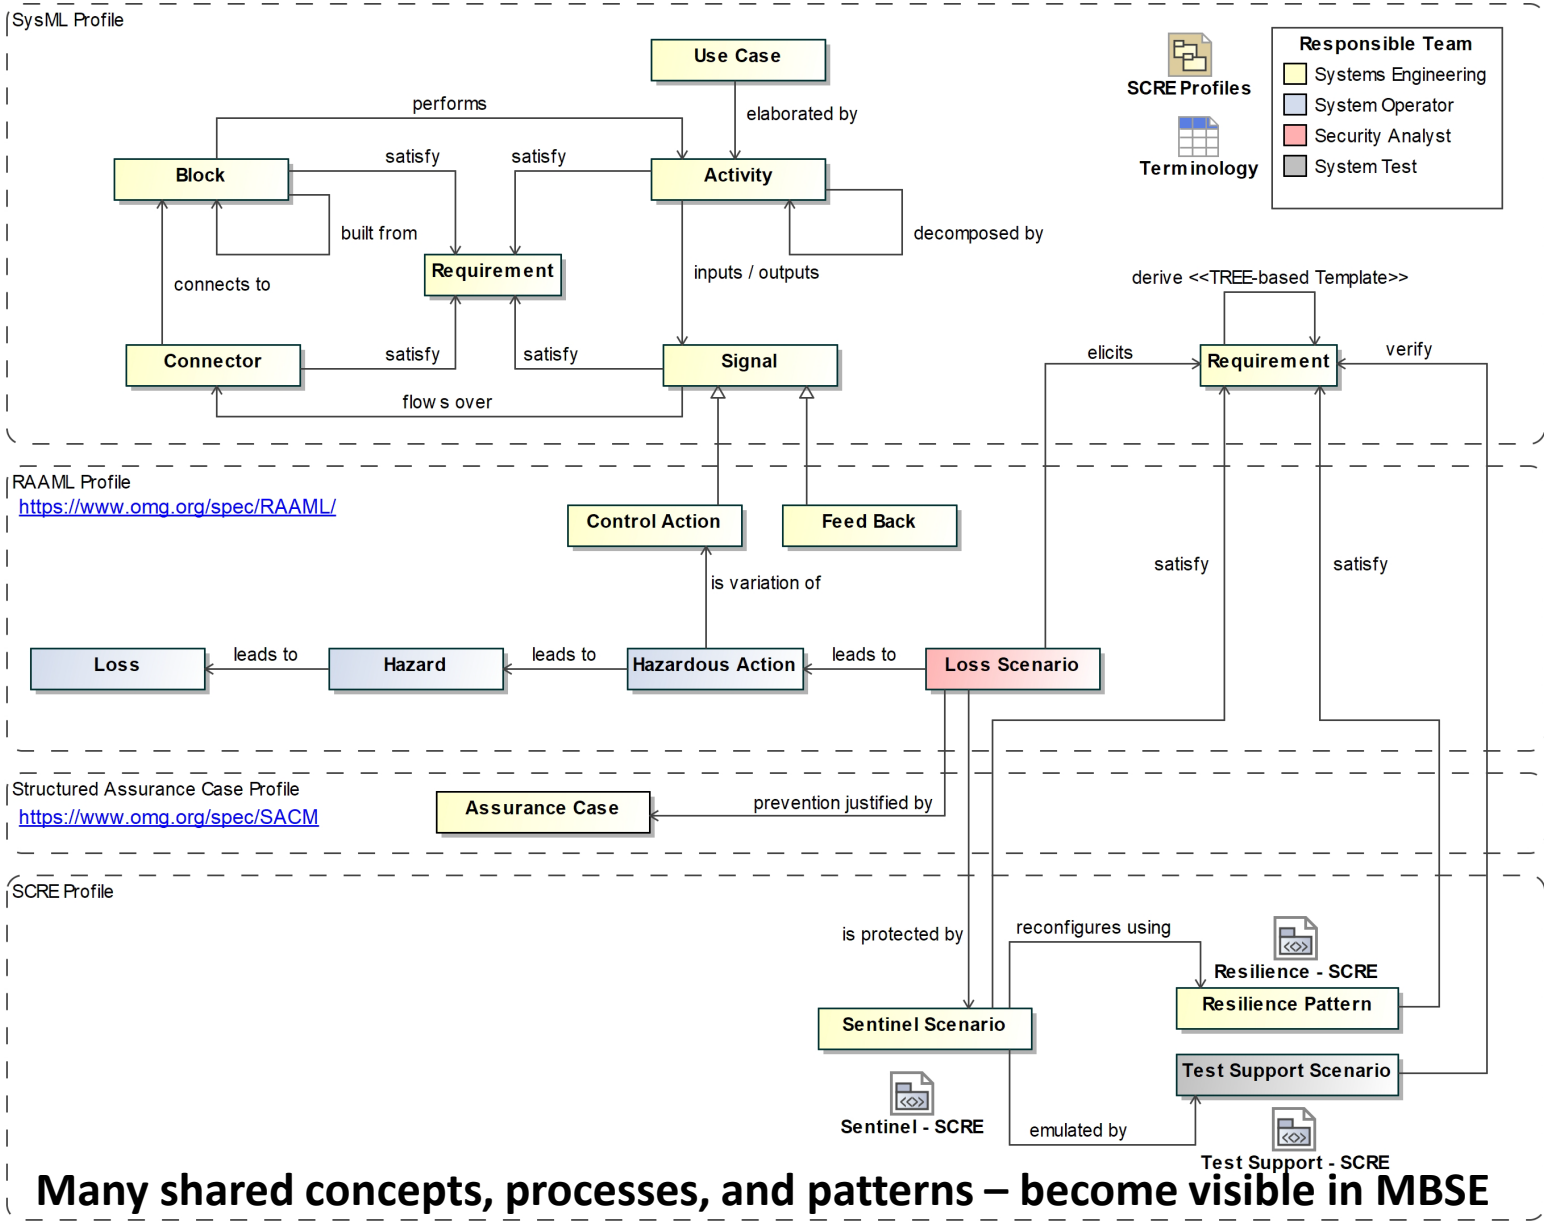 SysML Profile
Use Case
SCRE Profiles
Terminology
Responsible Team
Systems Engineering
System Operator
Security Analyst
System Test
performs
elaborated by
Block
satisfy
satisfy
Activity
built from
decomposed by
Requirement
inputs / outputs
connects to
derive <<TREE-based Template>>
Connector
satisfy
satisfy
Signal
elicits
Requirement
verify
flows over
RAAML Profile
https://www.omg.org/spec/RAAML/
Control Action
Feed Back
is variation of
satisfy
satisfy
Loss
leads to
Hazard
leads to
Hazardous Action
leads to
Loss Scenario
Structured Assurance Case Profile
https://www.omg.org/spec/SACM
Assurance Case
prevention justified by
SCRE Profile
is protected by
reconfigures using
Resilience - SCRE
Resilience Pattern
Sentinel Scenario
Test Support Scenario
Sentinel - SCRE
emulated by
Test Support - SCRE
Many shared concepts, processes, and patterns – become visible in MBSE